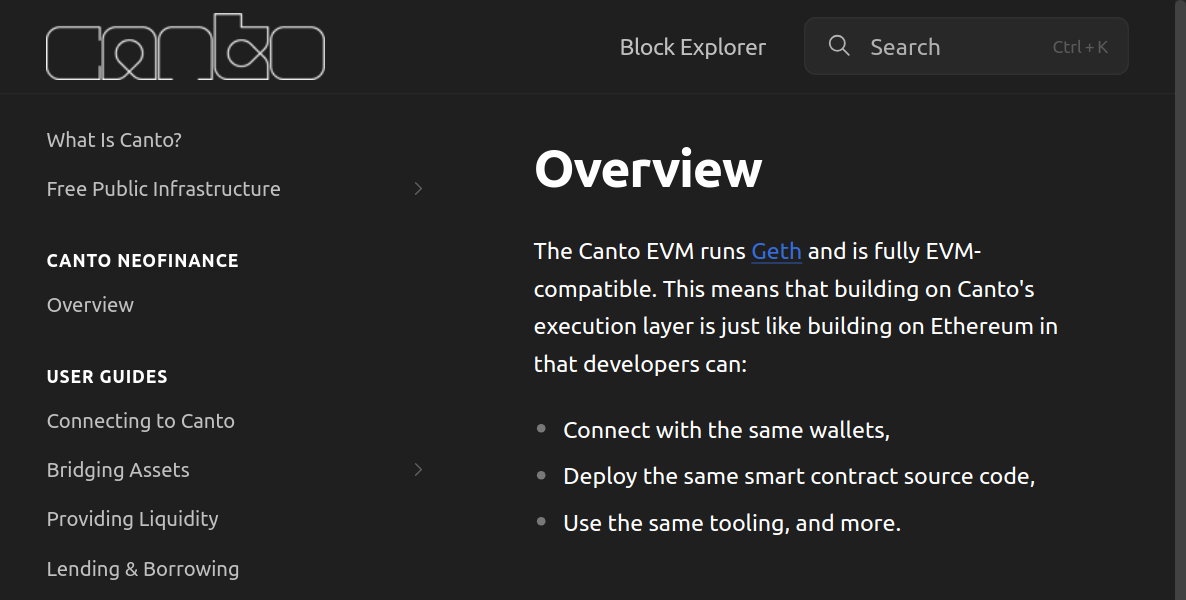 canto
Block Explorer
Search
Ctrl + K
What Is Canto?
Free Public Infrastructure
CANTO NEOFINANCE
Overview
USER GUIDES
Connecting to Canto
Bridging Assets
Providing Liquidity
Lending & Borrowing
Overview
The Canto EVM runs Geth and is fully EVM-
compatible. This means that building on Canto's
execution layer is just like building on Ethereum in
that developers can:
Connect with the same wallets,
Deploy the same smart contract source code,
Use the same tooling, and more.